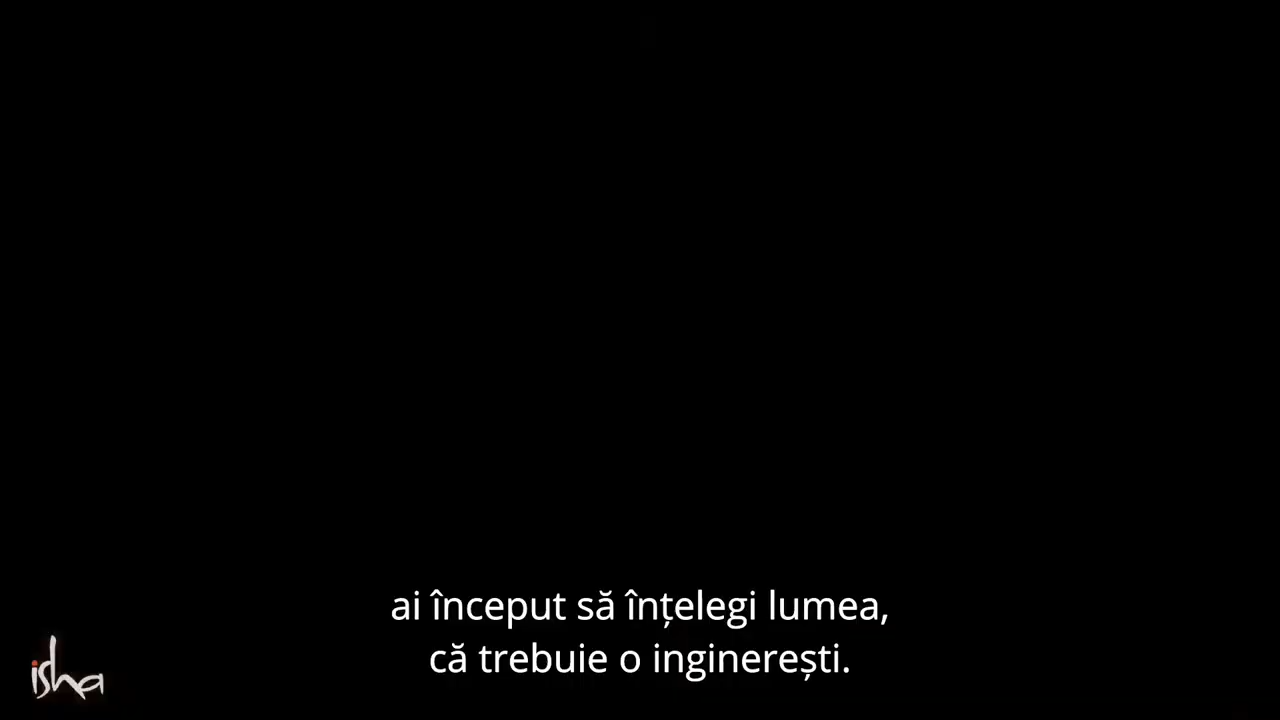 ai început să înțelegi lumea,
că trebuie o inginerești.
isha